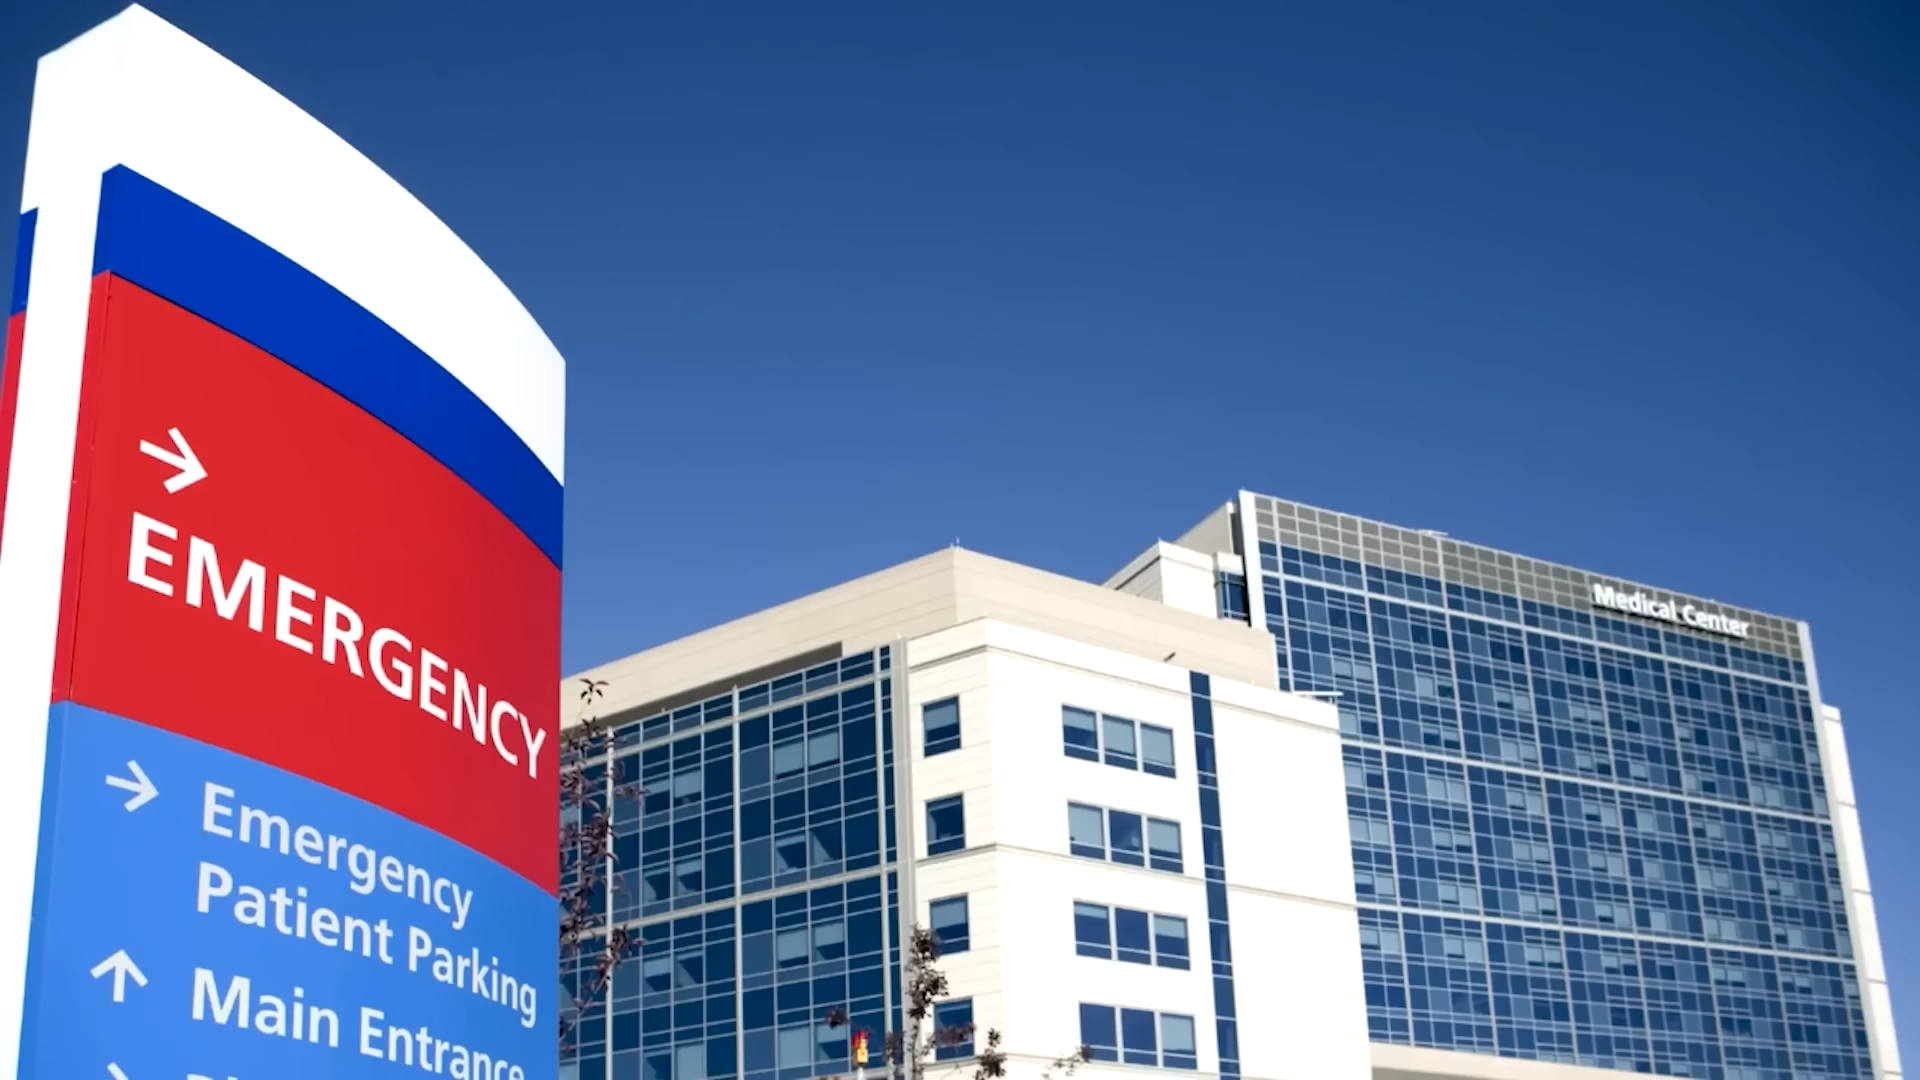 →
EMERGENCY
→ Emergency
Patient Parking
↑ Main Entrance
Medical Center